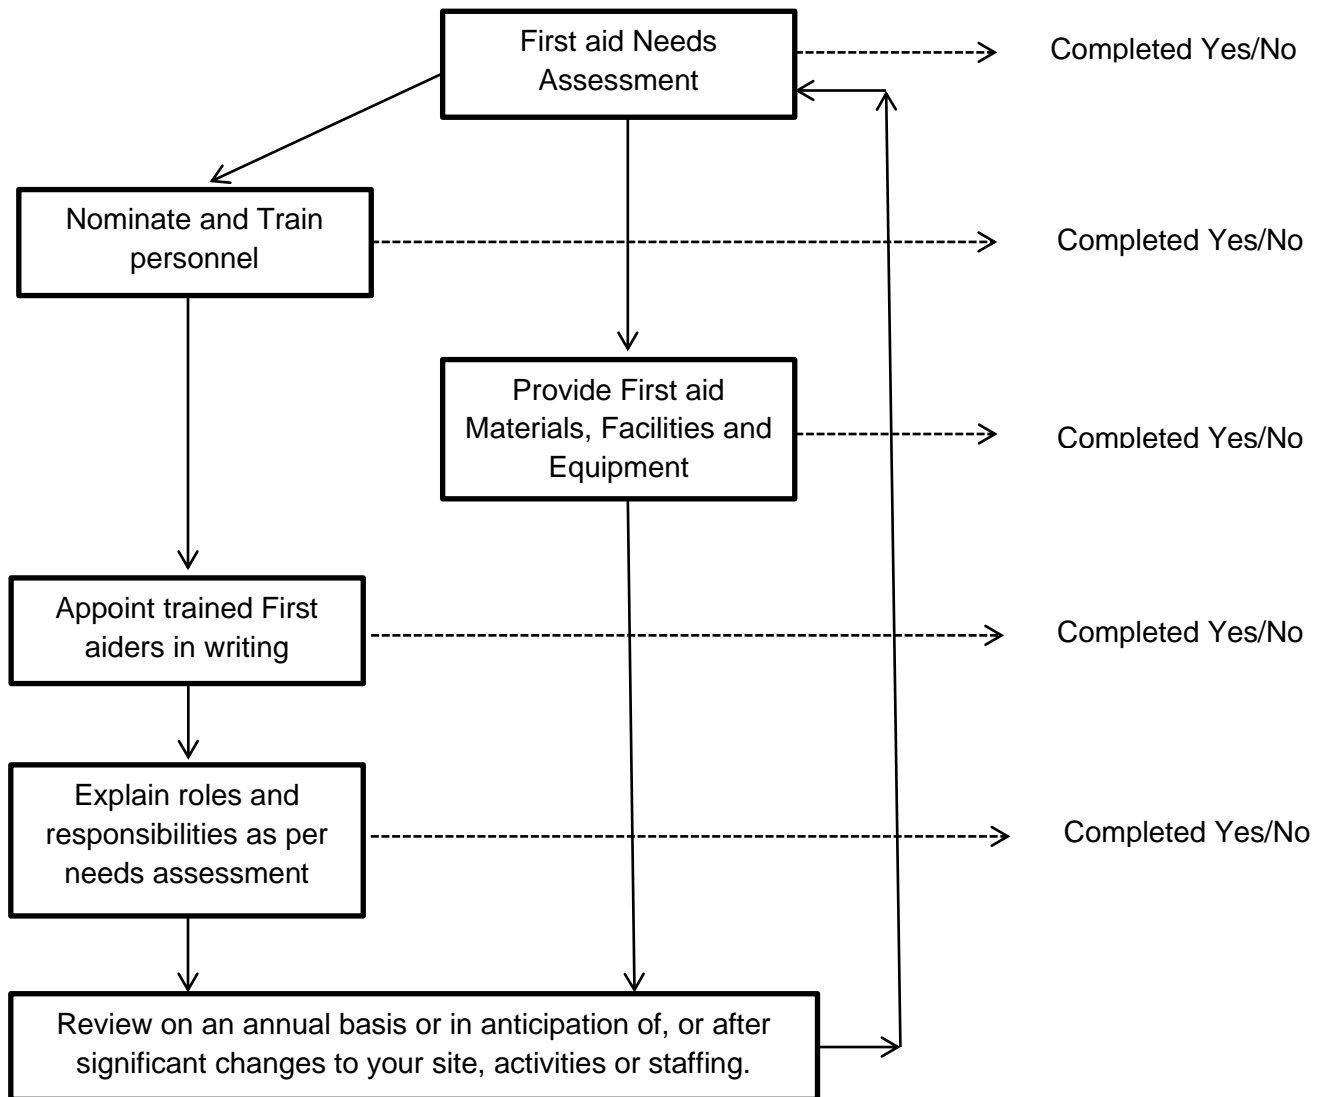 First aid Needs
Assessment
Completed Yes/No
Nominate and Train
personnel
Completed Yes/No
Provide First aid
Materials, Facilities and
Equipment
Completed Yes/No
Appoint trained First
aiders in writing
Completed Yes/No
Explain roles and
responsibilities as per
needs assessment
Completed Yes/No
Review on an annual basis or in anticipation of, or after
significant changes to your site, activities or staffing.